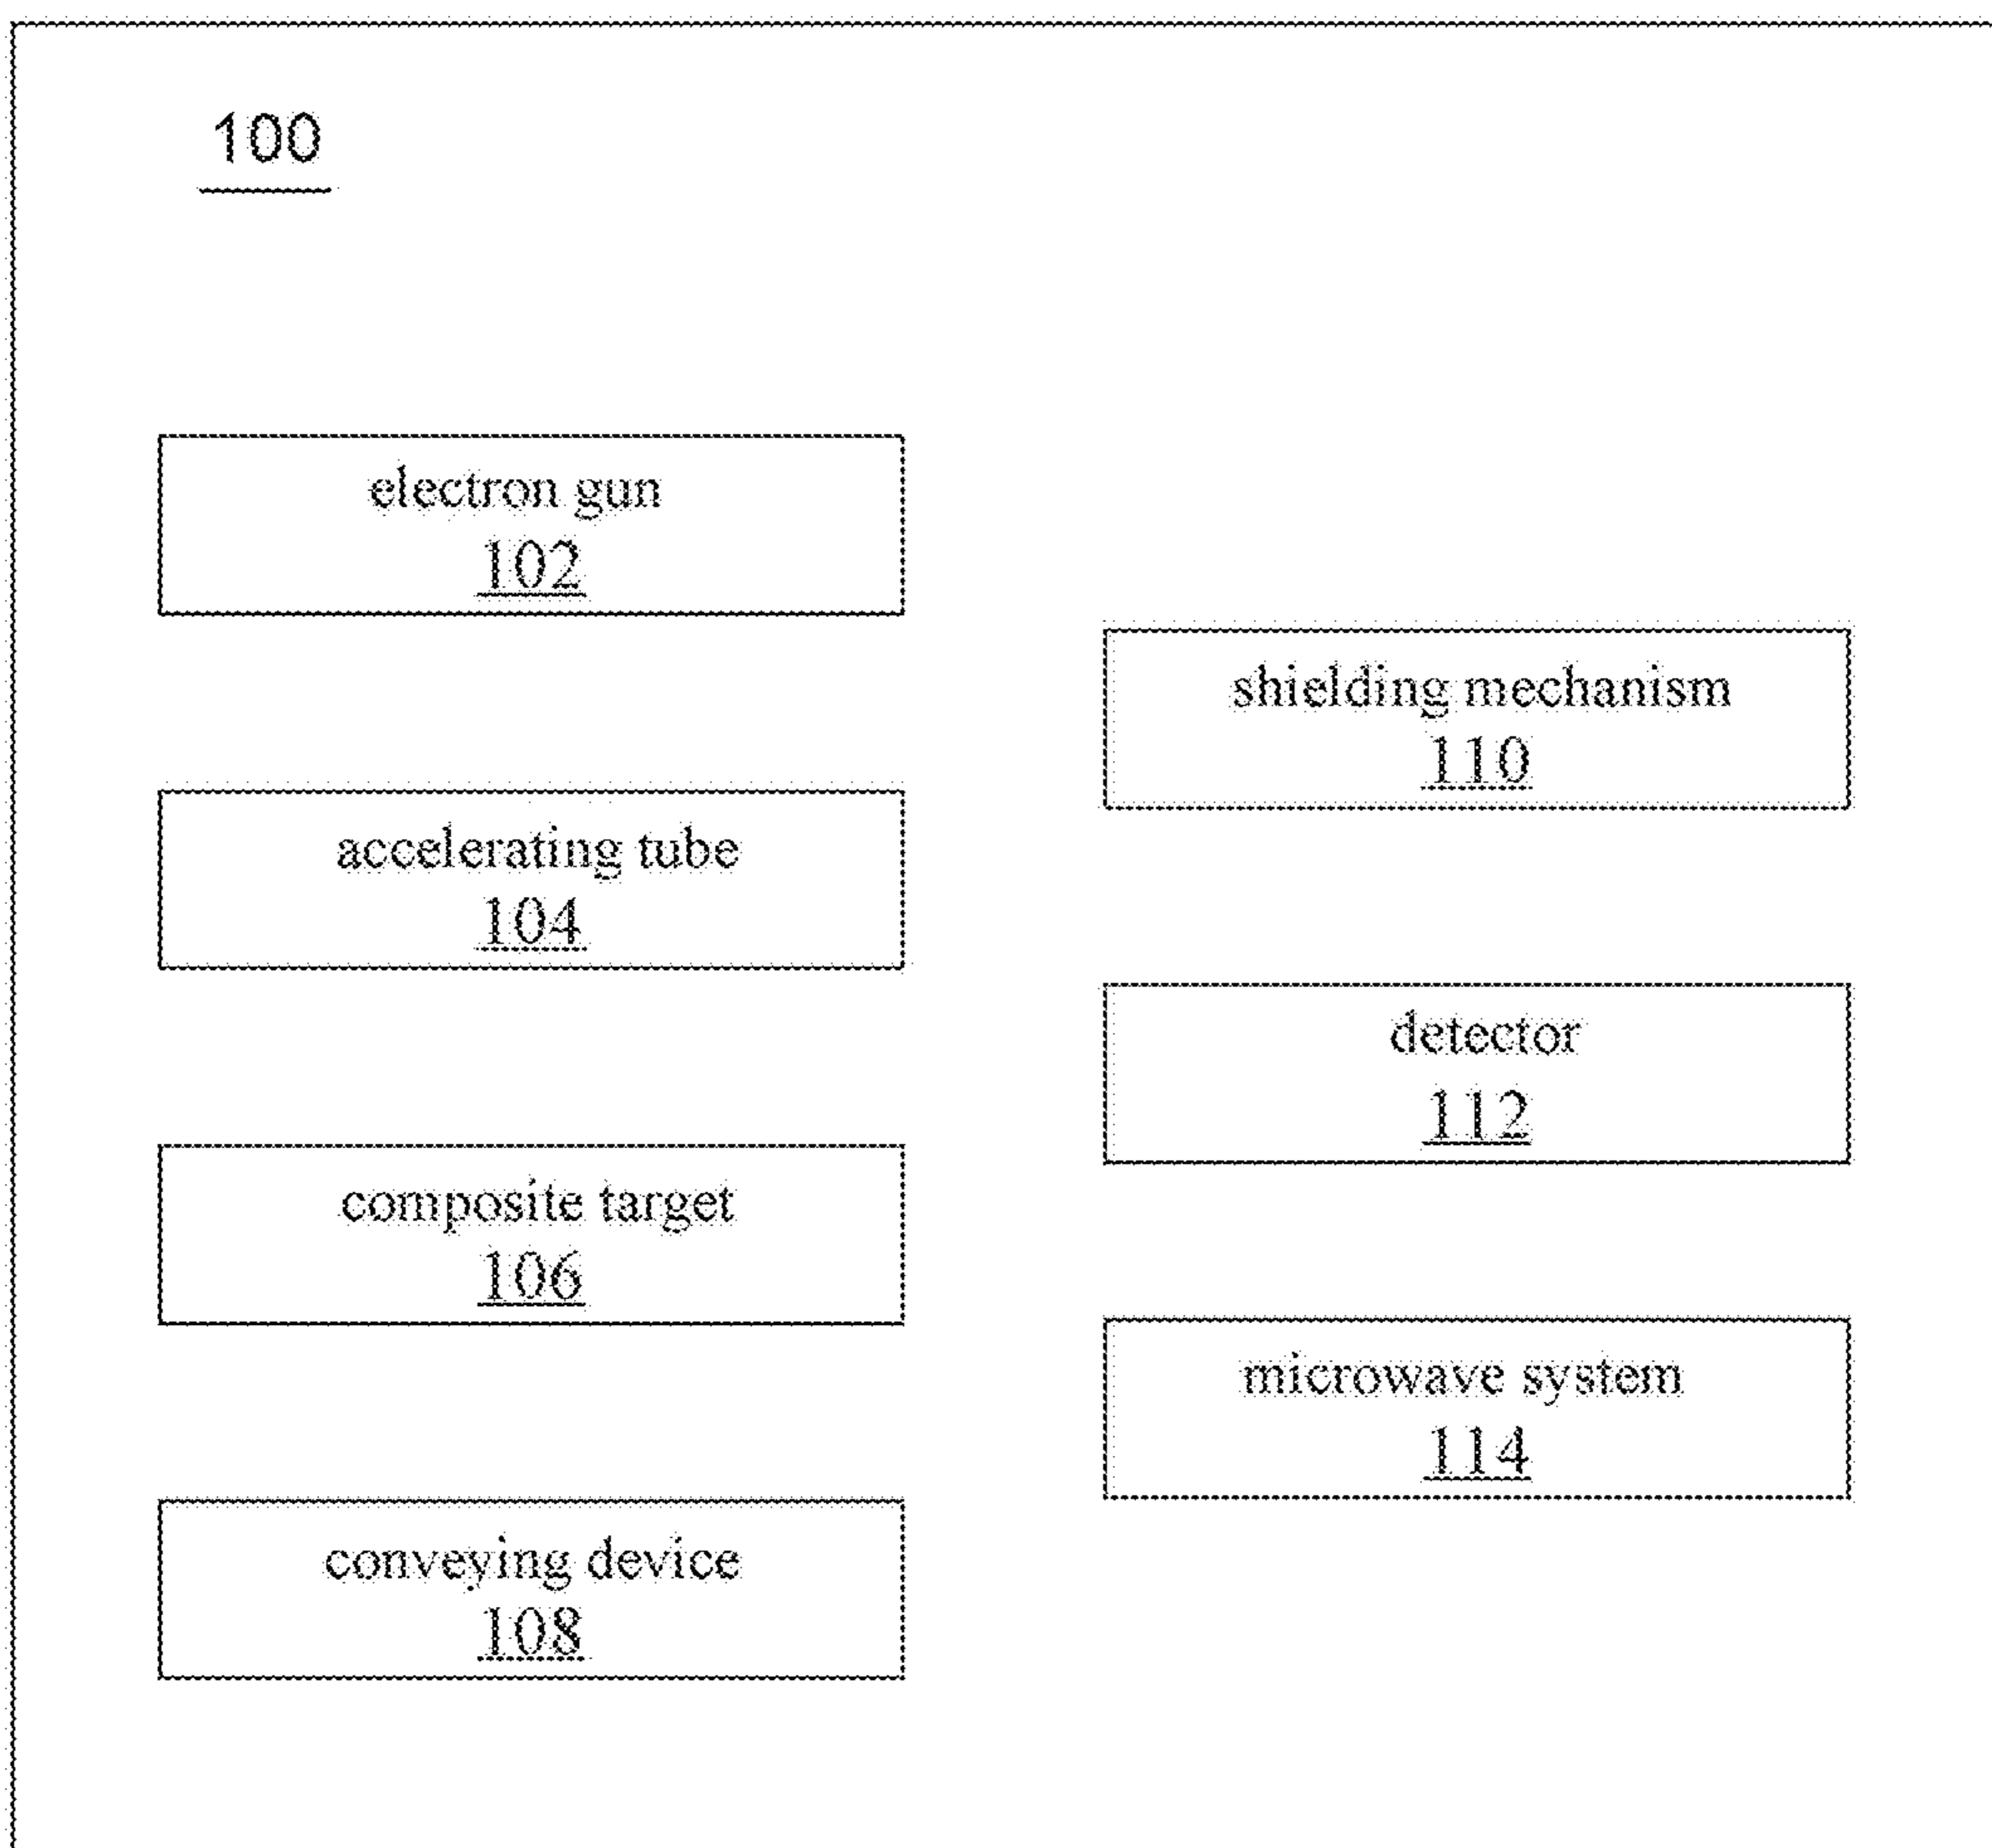 100
electron gun
102
accelerating tube
104
composite target
106
conveying device
108
shielding mechanism
110
detector
112
microwave system
114